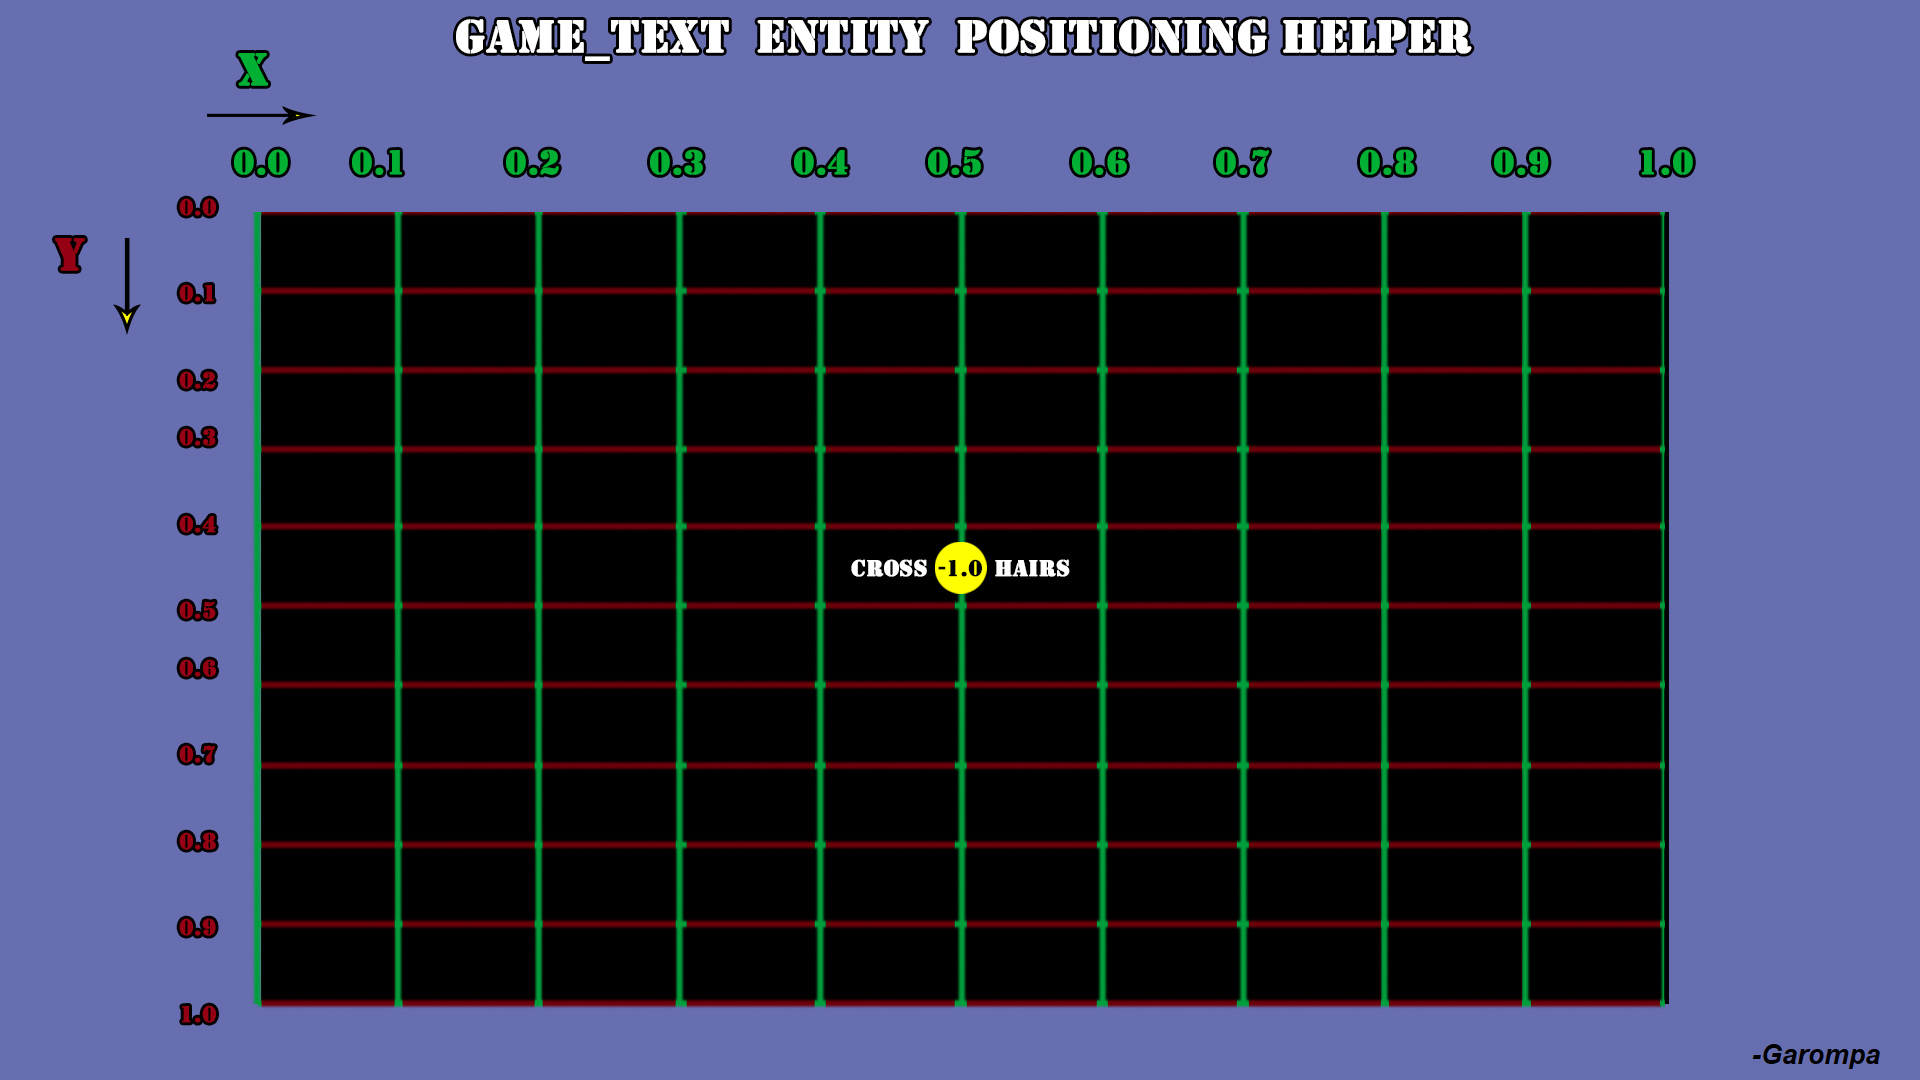 GAME_TEXT ENTITY POSITIONING HELPER
X
0.0 0.1 0.2 0.3 0.4 0.5 0.6 0.7 0.8 0.9 1.0
0.0
Y
0.1
0.2
0.3
0.4
CROSS -1.0 HAIRS
0.5
0.6
0.7
0.8
0.9
1.0
-Garompa